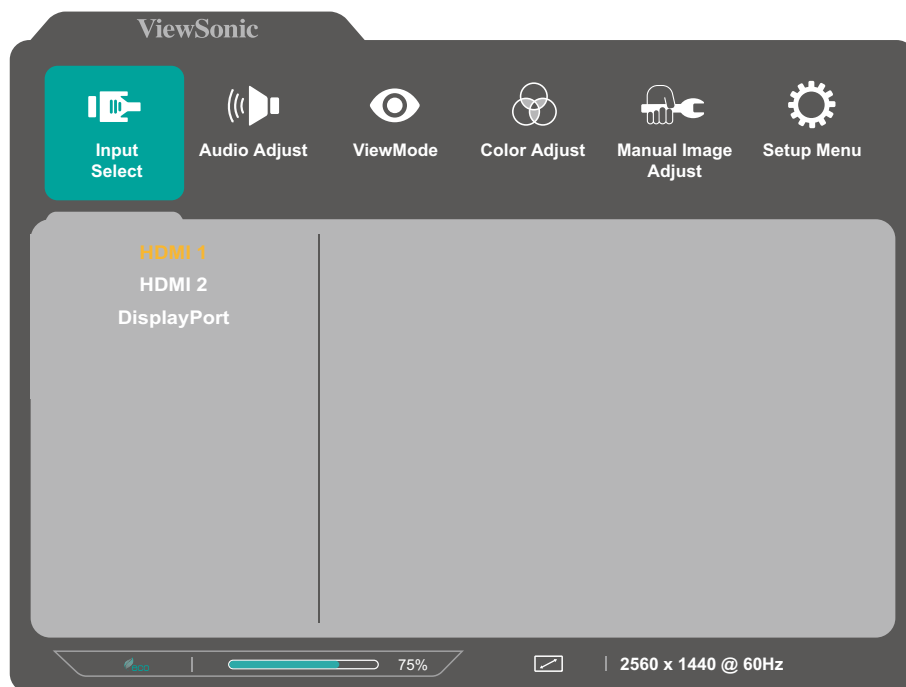 ViewSonic
Input
Select
Audio Adjust
ViewMode
Color Adjust
Manual Image
Adjust
Setup Menu
HDMI 1
HDMI 2
DisplayPort
eco
75%
2560 x 1440 @ 60Hz